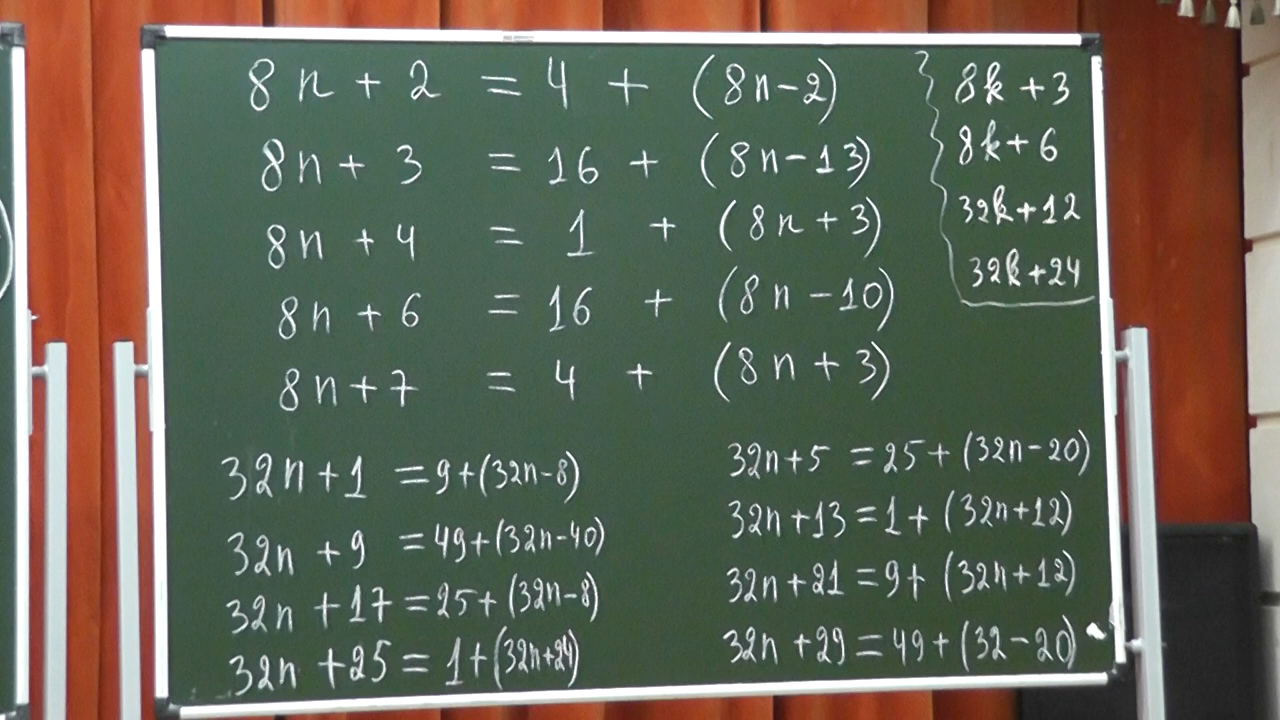 8n + 2 = 4 + (8n-2)
8n + 3 = 16 + (8n-13)
8n + 4 = 1 + (8n + 3)
8n + 6 = 16 + (8n - 10)
8n + 7 = 4 + (8n + 3)
8k + 3
8k + 6
32k + 12
32k + 24
32n + 1 = 9 + (32n-8)
32n + 9 = 49 + (32n-40)
32n + 17 = 25 + (32n-8)
32n + 25 = 1 + (32n+24)
32n + 5 = 25 + (32n-20)
32n + 13 = 1 + (32n+12)
32n + 21 = 9 + (32n+12)
32n + 29 = 49 + (32-20)